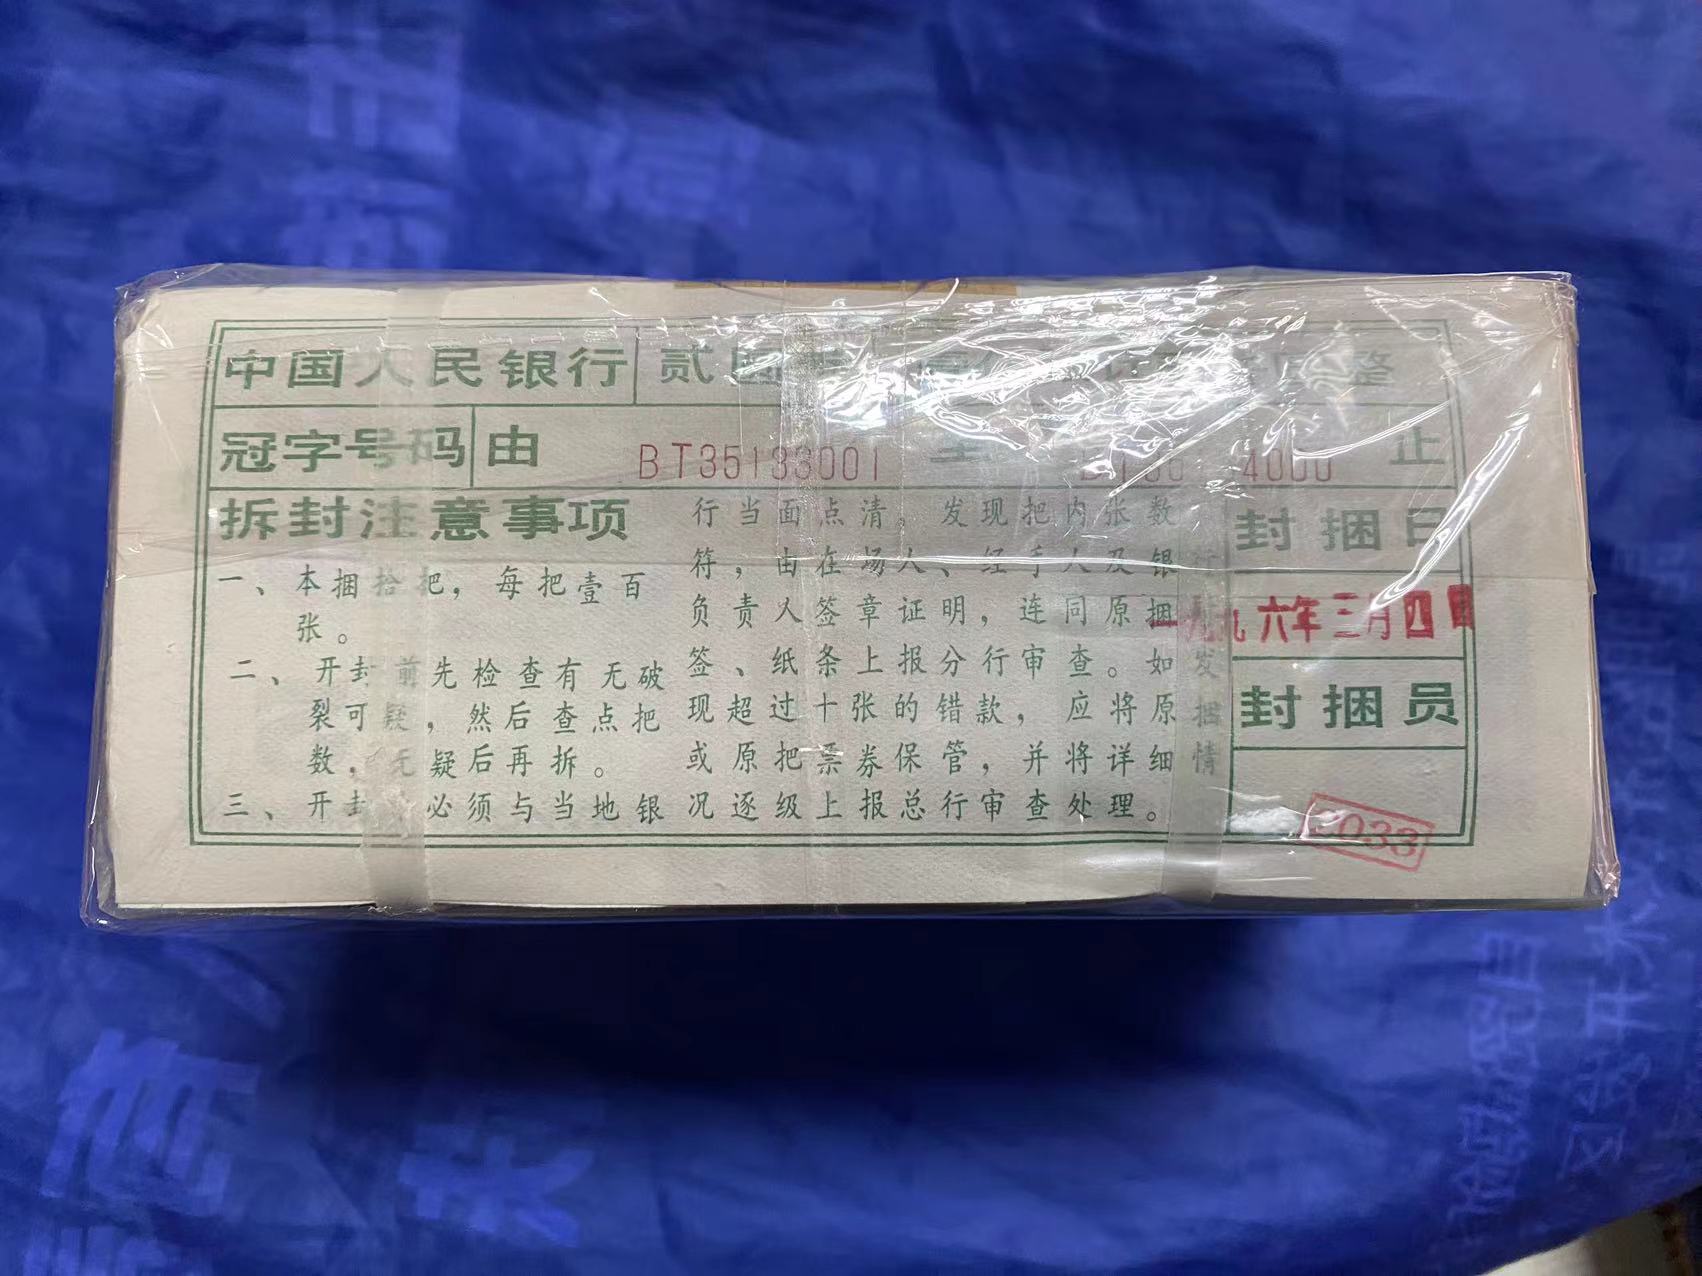 中国人民银行 贰圆 整
冠字号码 由 BT35133001 至 4000 止
拆封注意事项
一、本捆拾把，每把壹百
张。
二、开封前先检查有无破
裂可疑，然后查点把
数，无疑后再拆。
三、开封 必须与当地银
行当面点清，发现把内张数
符，由在场人、经手人及银
负责人签章证明，连同原捆
签、纸条上报分行审查。如发
现超过十张的错款，应将原捆
或原把票券保管，并将详细情
况逐级上报总行审查处理。
封捆日
一九九六年三月四日
封捆员
2033